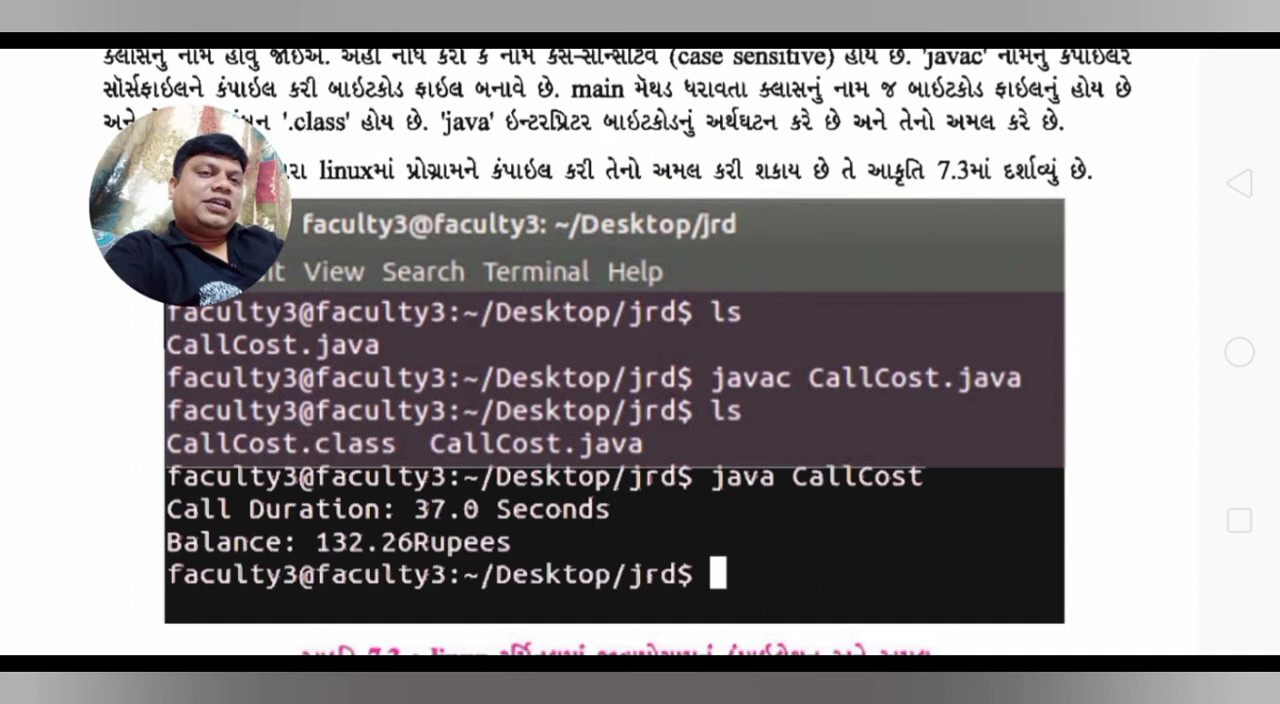 ક્લાસનું નામ હોવું જોઇએ. અહીં નોંધ કરો કે નામ કેસ-સેન્સિટિવ (case sensitive) હોય છે. 'javac' નામનું કંપાઇલર
સૉર્સફાઇલને કંપાઇલ કરી બાઇટકોડ ફાઇલ બનાવે છે. main મૅથડ ધરાવતા ક્લાસનું નામ જ બાઇટકોડ ફાઇલનું હોય છે
અને '.class' હોય છે. 'java' ઇન્ટરપ્રિટર બાઇટકોડનું અર્થઘટન કરે છે અને તેનો અમલ કરે છે.
linuxમાં પ્રોગ્રામને કંપાઇલ કરી તેનો અમલ કરી શકાય છે તે આકૃતિ 7.3માં દર્શાવ્યું છે.
faculty3@faculty3: ~/Desktop/jrd
View Search Terminal Help
faculty3@faculty3:~/Desktop/jrd$ ls
CallCost.java
faculty3@faculty3:~/Desktop/jrd$ javac CallCost.java
faculty3@faculty3:~/Desktop/jrd$ ls
CallCost.class CallCost.java
faculty3@faculty3:~/Desktop/jrd$ java CallCost
Call Duration: 37.0 Seconds
Balance: 132.26Rupees
faculty3@faculty3:~/Desktop/jrd$